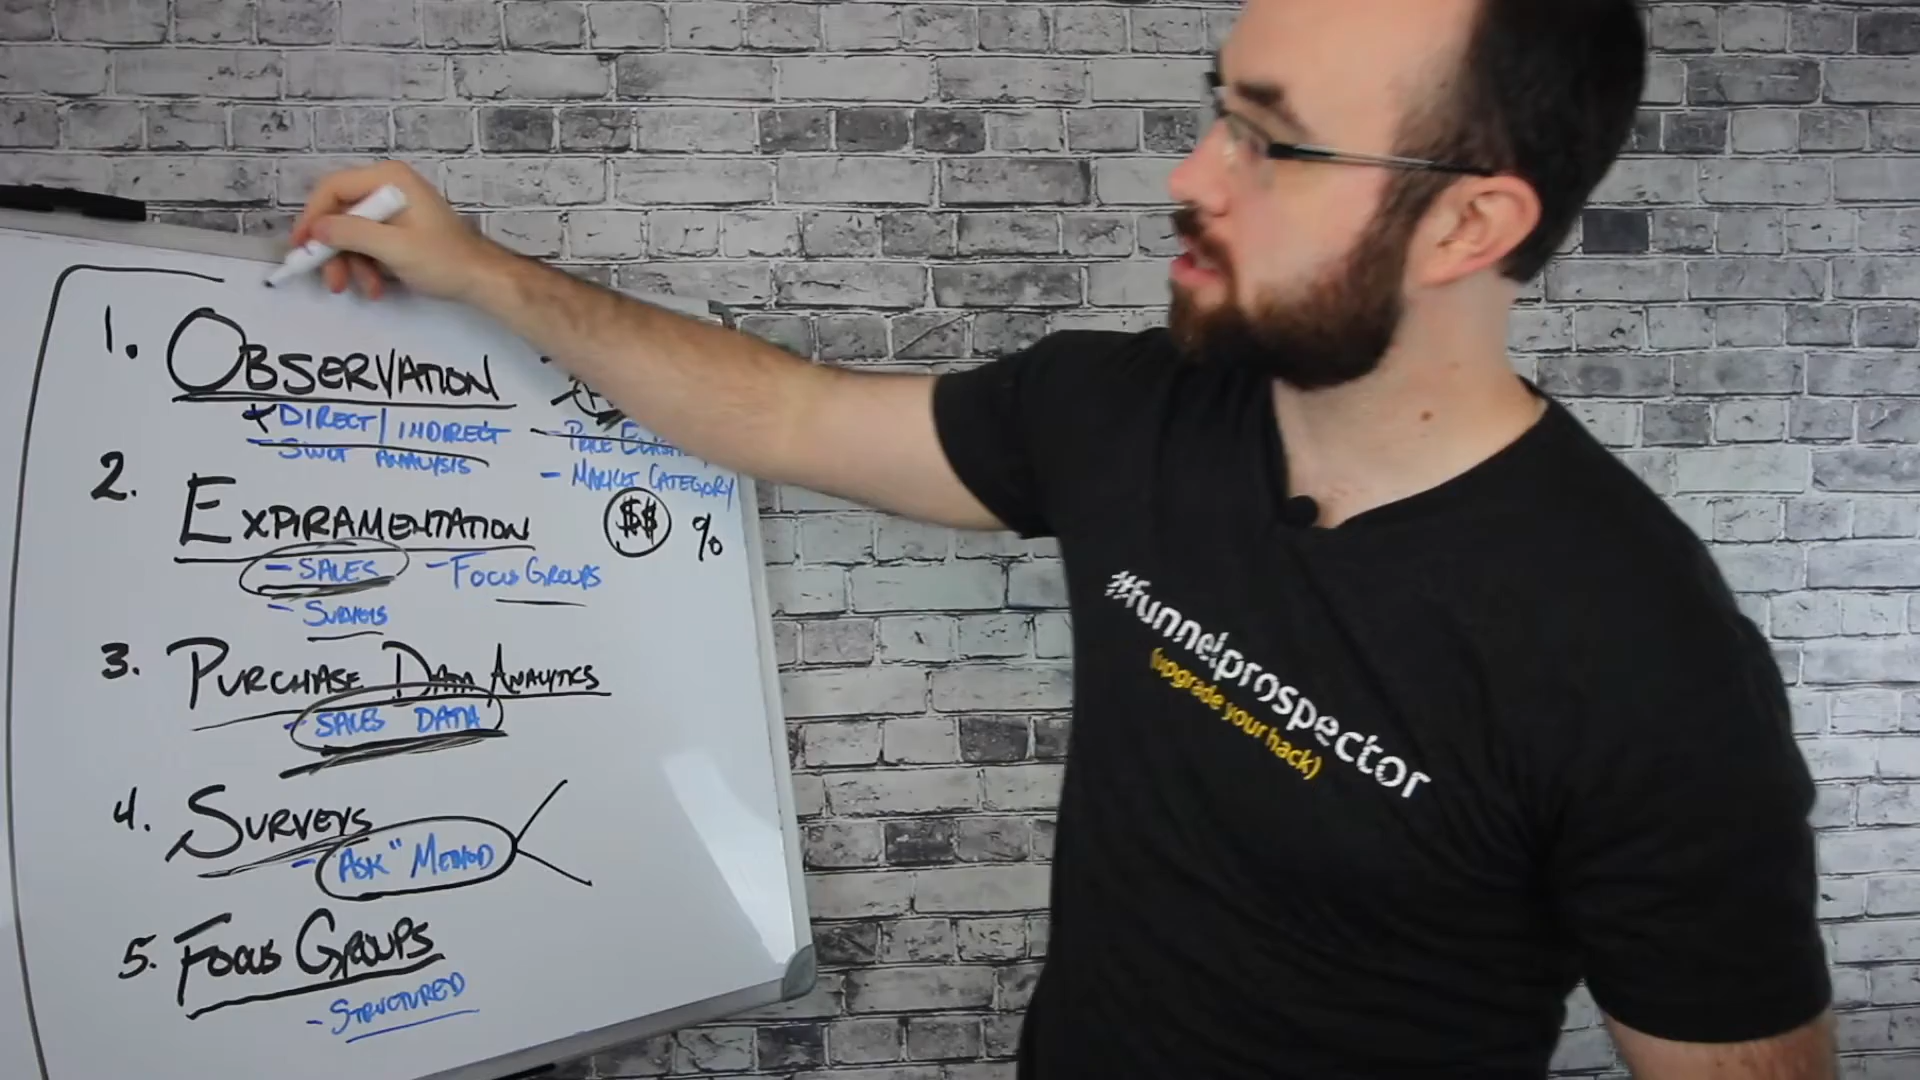 1. OBSERVATION
DIRECT/INDIRECT
- SWOT ANALYSIS
- PRICE
- MARKET CATEGORY
$$ %
2. EXPIRAMENTATION
- SALES - FOCUS GROUPS
- SURVEYS
3. PURCHASE DATA ANALYTICS
- SALES DATA
4. SURVEYS
- ASK" METHOD
5. FOCUS GROUPS
- STRUCTURED
#funnelprospector
(upgrade your hack)